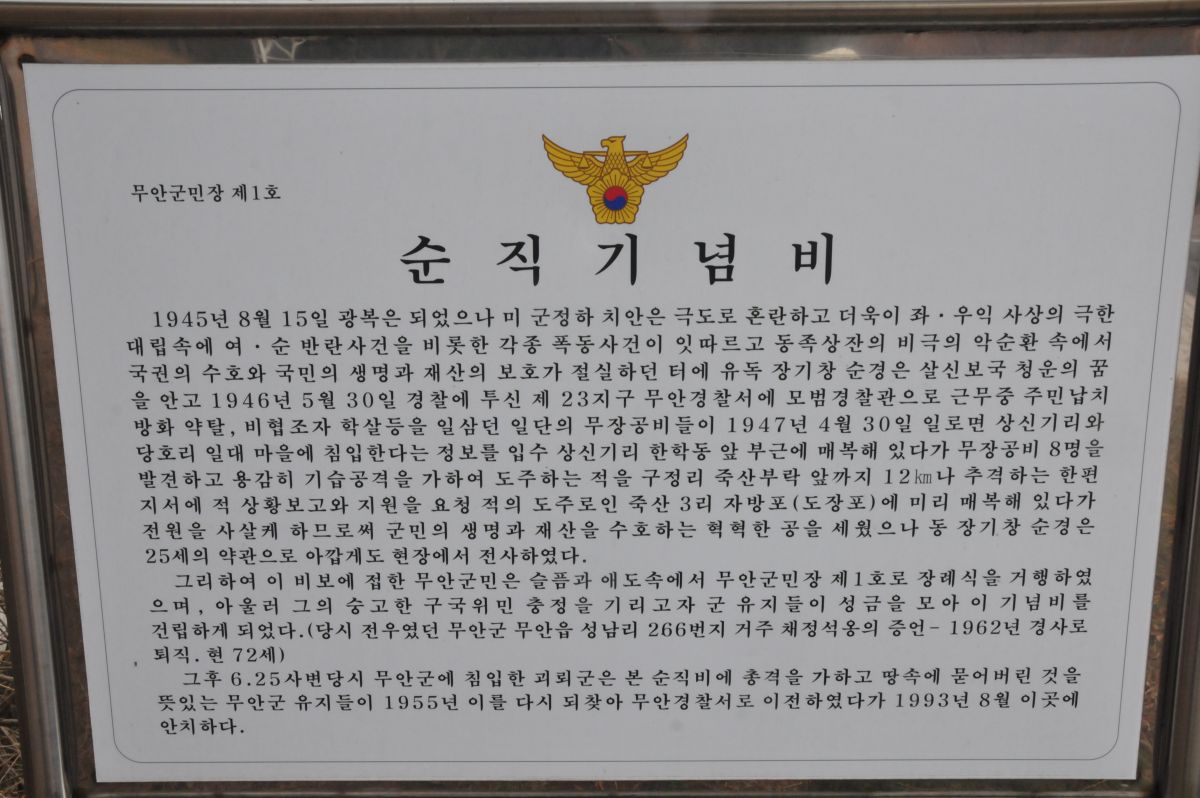 무안군민장 제1호
순 직 기 념 비
1945년 8월 15일 광복은 되었으나 미 군정하 치안은 극도로 혼란하고 더욱이 좌·우익 사상의 극한
대립속에 여·순 반란사건을 비롯한 각종 폭동사건이 잇따르고 동족상잔의 비극의 악순환 속에서
국권의 수호와 국민의 생명과 재산의 보호가 절실하던 터에 유독 장기창 순경은 살신보국 청운의 꿈
을 안고 1946년 5월 30일 경찰에 투신 제 23지구 무안경찰서에 모범경찰관으로 근무중 주민납치
방화 약탈, 비협조자 학살등을 일삼던 일단의 무장공비들이 1947년 4월 30일 일로면 상신기리와
당호리 일대 마을에 침입한다는 정보를 입수 상신기리 한학동 앞 부근에 매복해 있다가 무장공비 8명을
발견하고 용감히 기습공격을 가하여 도주하는 적을 구정리 죽산부락 앞까지 12㎞나 추격하는 한편
지서에 적 상황보고와 지원을 요청 적의 도주로인 죽산 3리 자방포(도장포)에 미리 매복해 있다가
전원을 사살케 하므로써 군민의 생명과 재산을 수호하는 혁혁한 공을 세웠으나 동 장기창 순경은
25세의 약관으로 아깝게도 현장에서 전사하였다.
그리하여 이 비보에 접한 무안군민은 슬픔과 애도속에서 무안군민장 제1호로 장례식을 거행하였
으며, 아울러 그의 숭고한 구국위민 충정을 기리고자 군 유지들이 성금을 모아 이 기념비를
건립하게 되었다.(당시 전우였던 무안군 무안읍 성남리 266번지 거주 채정석옹의 증언- 1962년 경사로
퇴직. 현 72세)
그후 6.25사변당시 무안군에 침입한 괴뢰군은 본 순직비에 총격을 가하고 땅속에 묻어버린 것을
뜻있는 무안군 유지들이 1955년 이를 다시 되찾아 무안경찰서로 이전하였다가 1993년 8월 이곳에
안치하다.